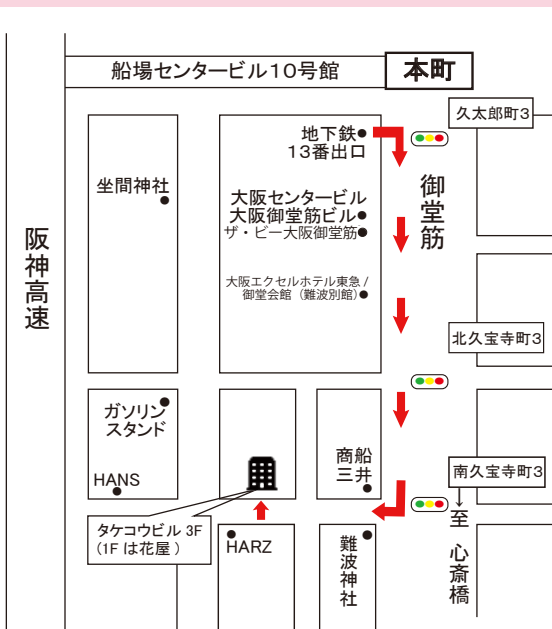 船場センタービル10号館
本町
久太郎町3
地下鉄
13番出口
坐間神社
大阪センタービル
大阪御堂筋ビル
ザ・ビー大阪御堂筋
御堂筋
阪神高速
大阪エクセルホテル東急/
御堂会館（難波別館）
北久宝寺町3
ガソリン
スタンド
商船
三井
HANS
南久宝寺町3
タケコウビル 3F
(1F は花屋 )
HARZ
難波神社
→至 心斎橋